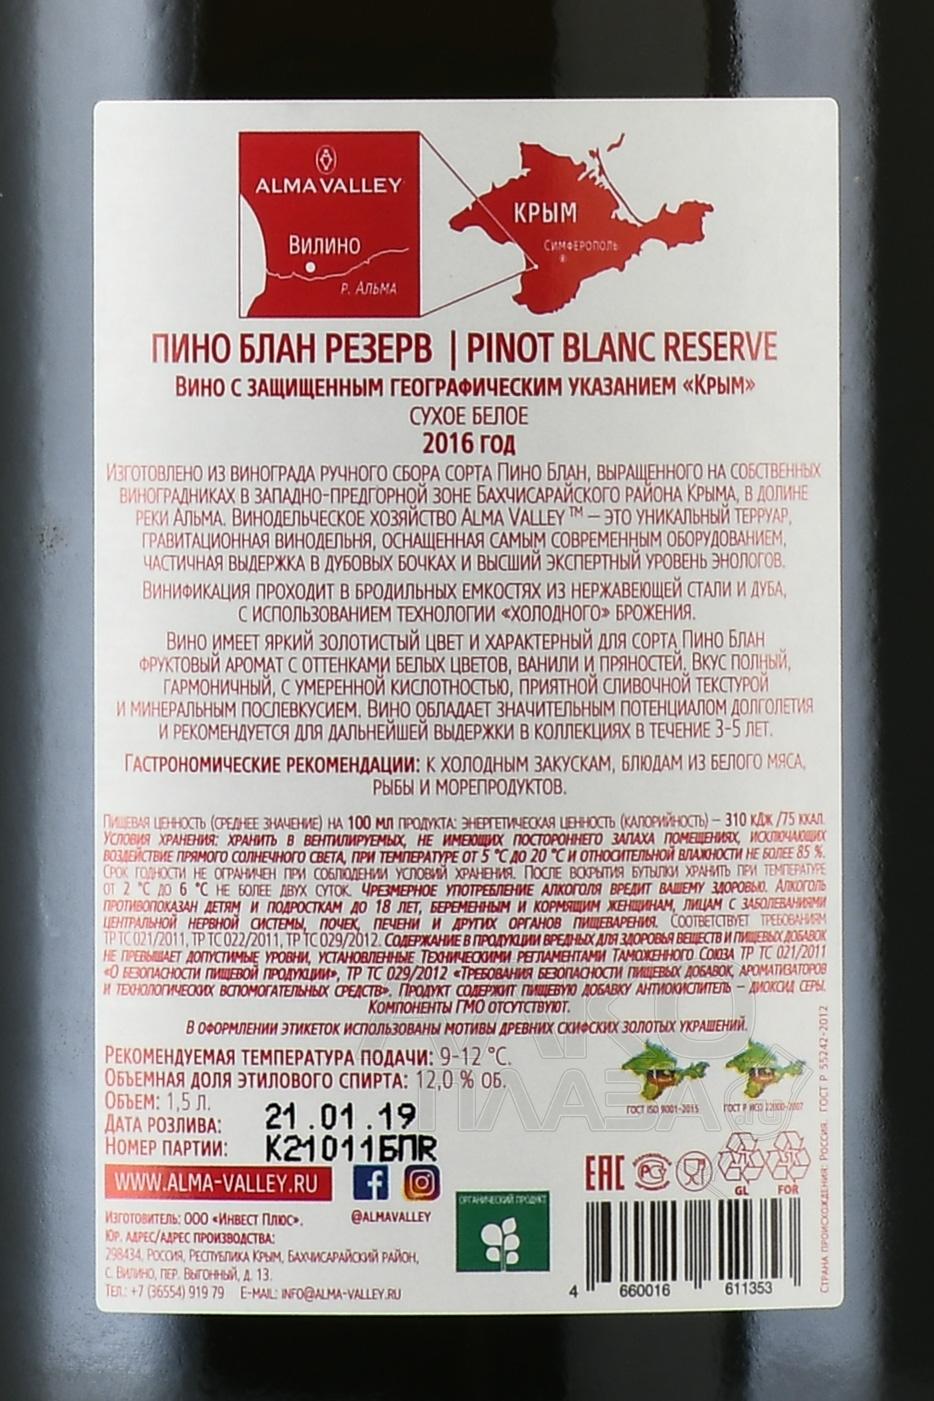 ALMA VALLEY
Вилино
р. Альма
КРЫМ
Симферополь
ПИНО БЛАН РЕЗЕРВ | PINOT BLANC RESERVE
Вино с защищенным географическим указанием «Крым»
СУХОЕ БЕЛОЕ
2016 год
Изготовлено из винограда ручного сбора сорта Пино Блан, выращенного на собственных
виноградниках в западно-предгорной зоне Бахчисарайского района Крыма, в долине
реки Альма. Винодельческое хозяйство Alma Valley™ – это уникальный терруар,
гравитационная винодельня, оснащенная самым современным оборудованием,
частичная выдержка в дубовых бочках и высший экспертный уровень энологов.
Винификация проходит в бродильных емкостях из нержавеющей стали и дуба,
с использованием технологии «холодного» брожения.
Вино имеет яркий золотистый цвет и характерный для сорта Пино Блан
фруктовый аромат с оттенками белых цветов, ванили и пряностей. Вкус полный,
гармоничный, с умеренной кислотностью, приятной сливочной текстурой
и минеральным послевкусием. Вино обладает значительным потенциалом долголетия
и рекомендуется для дальнейшей выдержки в коллекциях в течение 3-5 лет.
Гастрономические рекомендации: к холодным закускам, блюдам из белого мяса,
рыбы и морепродуктов.
Пищевая ценность (среднее значение) на 100 мл продукта: энергетическая ценность (калорийность) – 310 кДж /75 ккал.
Условия хранения: хранить в вентилируемых, не имеющих постороннего запаха помещениях, исключающих
воздействие прямого солнечного света, при температуре от 5 °С до 20 °С и относительной влажности не более 85 %.
Срок годности не ограничен при соблюдении условий хранения. После вскрытия бутылки хранить при температуре
от 2 °С до 6 °С не более двух суток. Чрезмерное употребление алкоголя вредит вашему здоровью. Алкоголь
противопоказан детям и подросткам до 18 лет, беременным и кормящим женщинам, лицам с заболеваниями
центральной нервной системы, почек, печени и других органов пищеварения. Соответствует требованиям
ТР ТС 021/2011, ТР ТС 022/2011, ТР ТС 029/2012. Содержание в продукции вредных для здоровья веществ и пищевых добавок
не превышает допустимые уровни, установленные Техническими регламентами Таможенного Союза ТР ТС 021/2011
«О безопасности пищевой продукции», ТР ТС 029/2012 «Требования безопасности пищевых добавок, ароматизаторов
и технологических вспомогательных средств». Продукт содержит пищевую добавку антиокислитель – диоксид серы.
Компоненты ГМО отсутствуют.
В оформлении этикеток использованы мотивы древних скифских золотых украшений.
Рекомендуемая температура подачи: 9-12 °С.
Объемная доля этилового спирта: 12,0 % об.
Объем: 1,5 л.
Дата розлива: 21.01.19
Номер партии: К21011БПR
ГОСТ ISO 9001-2015
ГОСТ Р ИСО 22000-2007
WWW.ALMA-VALLEY.RU
@ALMAVALLEY
ОРГАНИЧЕСКИЙ ПРОДУКТ
ЕАС
GL
FOR
Изготовитель: ООО «Инвест Плюс».
Юр. адрес/адрес производства:
298434, Россия, Республика Крым, Бахчисарайский район,
с. Вилино, пер. Выгонный, д. 13.
Тел.: +7 (36554) 919 79 E-mail: info@alma-valley.ru
4 660016 611353
Страна происхождения: Россия. ГОСТ Р 55242-2012
АЛКО
ПЛАЗА
.ru